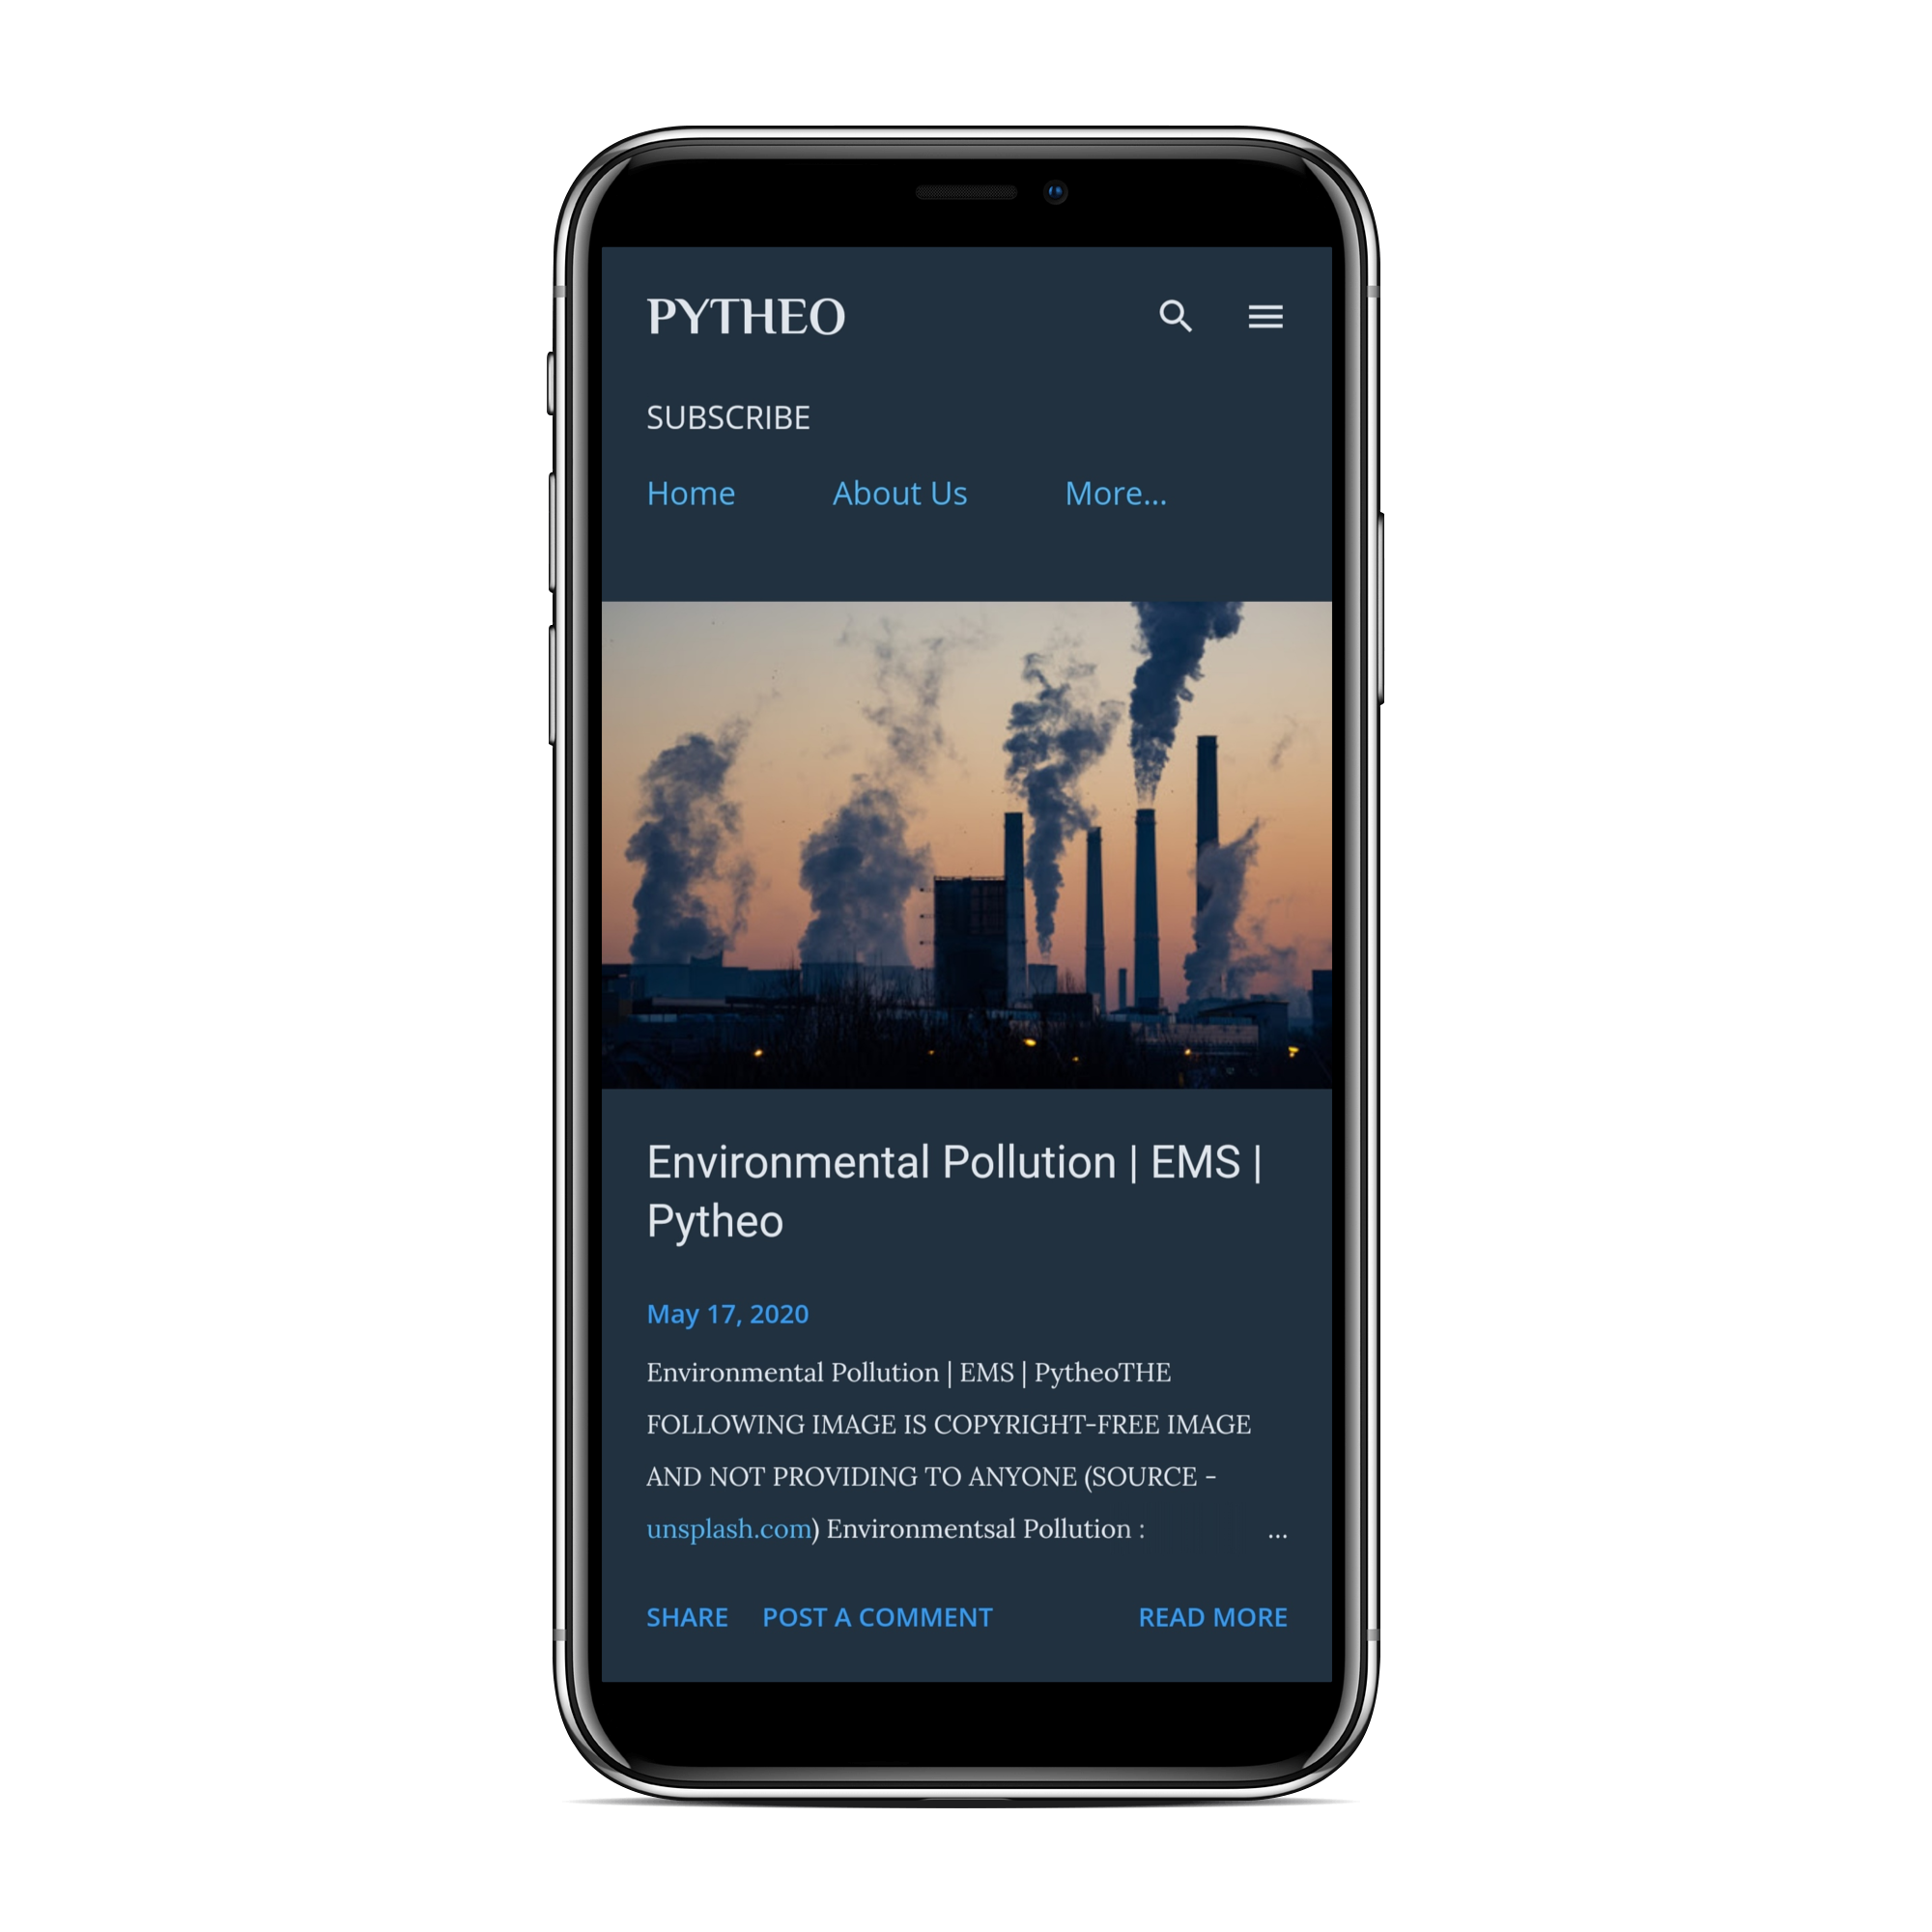 PYTHEO
SUBSCRIBE
Home About Us More...
Environmental Pollution | EMS |
Pytheo
May 17, 2020
Environmental Pollution | EMS | PytheoTHE
FOLLOWING IMAGE IS COPYRIGHT-FREE IMAGE
AND NOT PROVIDING TO ANYONE (SOURCE -
unsplash.com) Environmentsal Pollution : ...
SHARE POST A COMMENT READ MORE